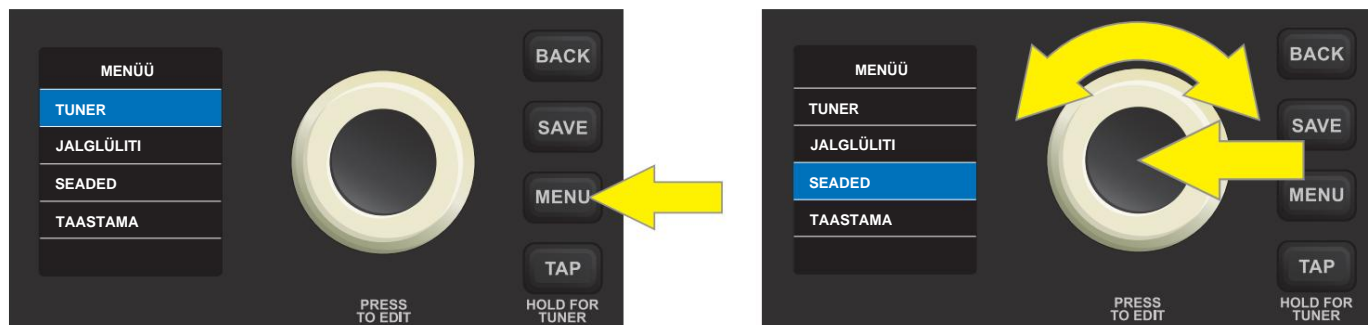 MENÜÜ
TUNER
JALGLÜLITI
SEADED
TAASTAMA
BACK
SAVE
MENU
TAP
PRESS
TO EDIT
HOLD FOR
TUNER
MENÜÜ
TUNER
JALGLÜLITI
SEADED
TAASTAMA
BACK
SAVE
MENU
TAP
PRESS
TO EDIT
HOLD FOR
TUNER